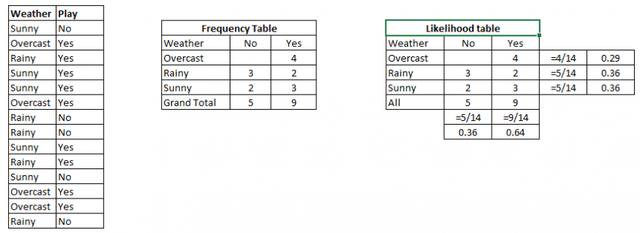 Weather Play
Sunny No
Overcast Yes
Rainy Yes
Sunny Yes
Sunny Yes
Overcast Yes
Rainy No
Rainy No
Sunny Yes
Rainy Yes
Sunny No
Overcast Yes
Overcast Yes
Rainy No
Frequency Table
Weather No Yes
Overcast 4
Rainy 3 2
Sunny 2 3
Grand Total 5 9
Likelihood table
Weather No Yes
Overcast 4 =4/14 0.29
Rainy 3 2 =5/14 0.36
Sunny 2 3 =5/14 0.36
All 5 9
=5/14 =9/14
0.36 0.64